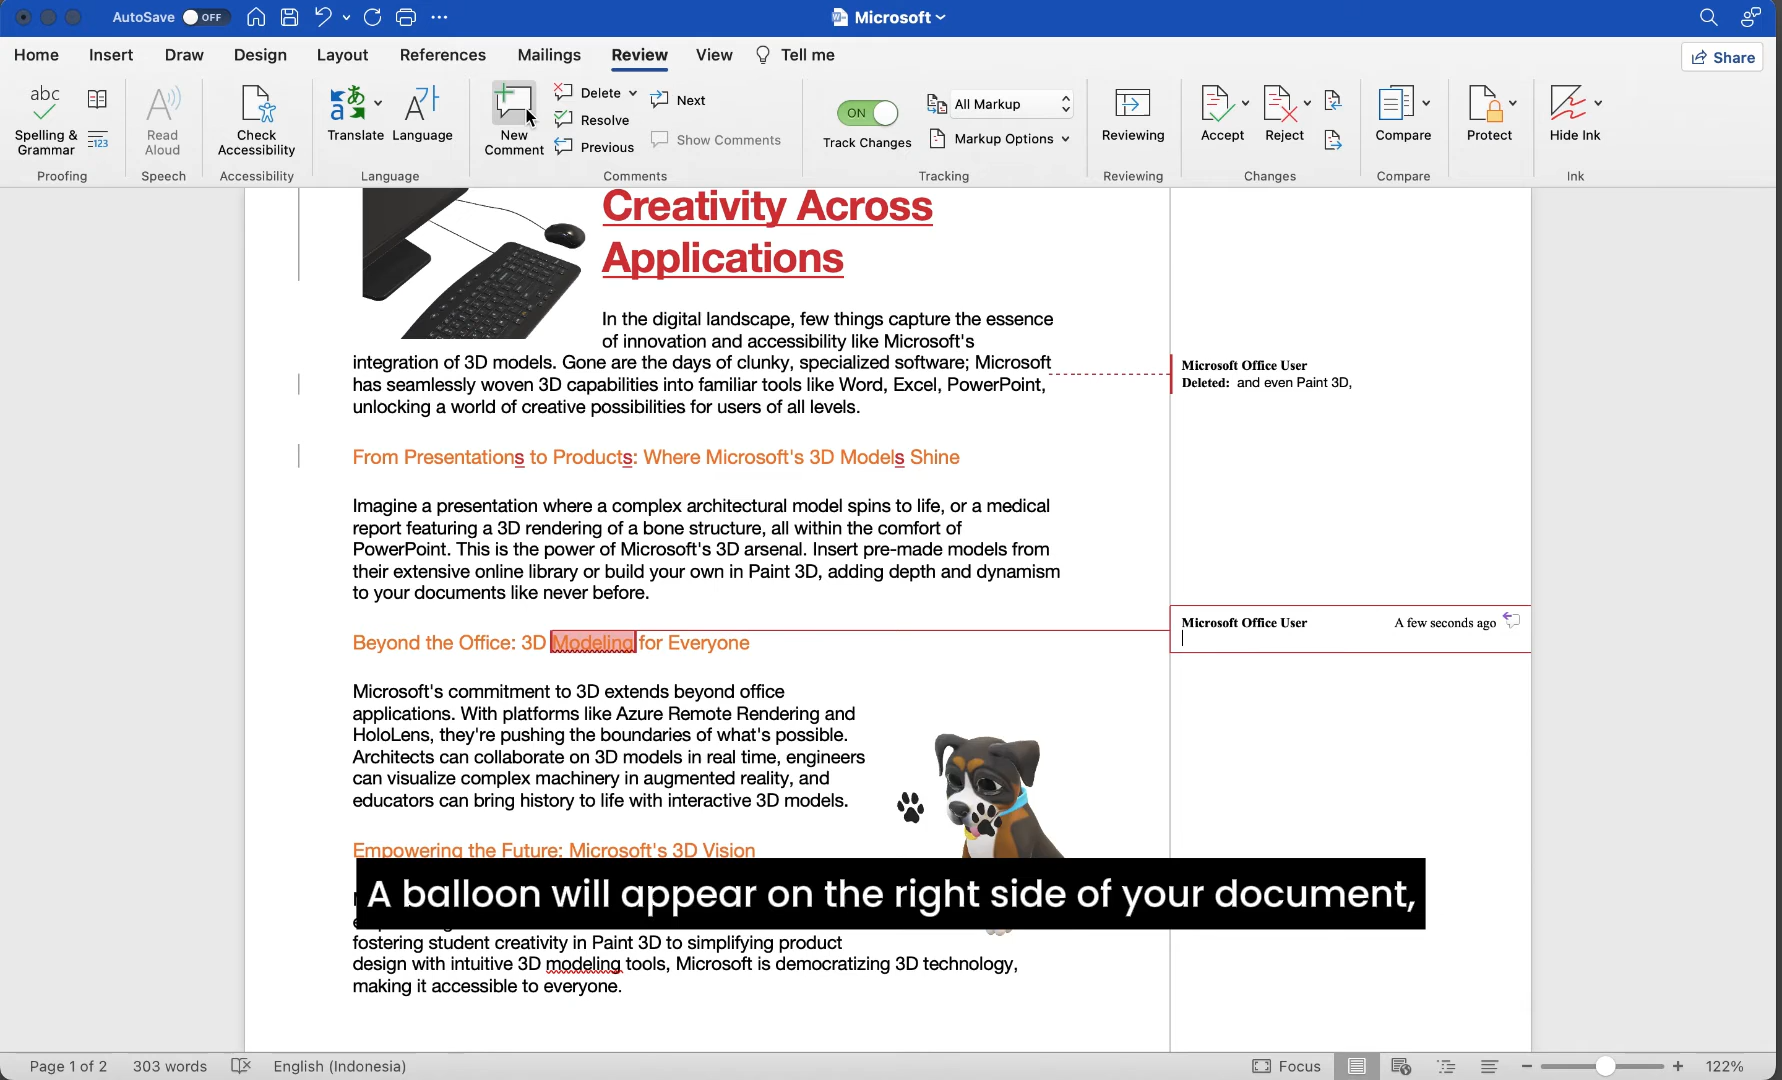 AutoSave OFF
Microsoft
Home Insert Draw Design Layout References Mailings Review View Tell me
Share
abc
Spelling & Grammar
123
Read Aloud
Check Accessibility
Translate
Language
New Comment
Delete
Resolve
Previous
Next
Show Comments
ON
Track Changes
All Markup
Markup Options
Reviewing
Accept
Reject
Compare
Protect
Hide Ink
Proofing Speech Accessibility Language Comments Tracking Reviewing Changes Compare Ink
Creativity Across
Applications
In the digital landscape, few things capture the essence
of innovation and accessibility like Microsoft's
integration of 3D models. Gone are the days of clunky, specialized software; Microsoft
has seamlessly woven 3D capabilities into familiar tools like Word, Excel, PowerPoint,
unlocking a world of creative possibilities for users of all levels.
Microsoft Office User
Deleted: and even Paint 3D,
From Presentations to Products: Where Microsoft's 3D Models Shine
Imagine a presentation where a complex architectural model spins to life, or a medical
report featuring a 3D rendering of a bone structure, all within the comfort of
PowerPoint. This is the power of Microsoft's 3D arsenal. Insert pre-made models from
their extensive online library or build your own in Paint 3D, adding depth and dynamism
to your documents like never before.
Microsoft Office User A few seconds ago
Beyond the Office: 3D Modeling for Everyone
Microsoft's commitment to 3D extends beyond office
applications. With platforms like Azure Remote Rendering and
HoloLens, they're pushing the boundaries of what's possible.
Architects can collaborate on 3D models in real time, engineers
can visualize complex machinery in augmented reality, and
educators can bring history to life with interactive 3D models.
Empowering the Future: Microsoft's 3D Vision
A balloon will appear on the right side of your document,
fostering student creativity in Paint 3D to simplifying product
design with intuitive 3D modeling tools, Microsoft is democratizing 3D technology,
making it accessible to everyone.
Page 1 of 2 303 words English (Indonesia) Focus 122%